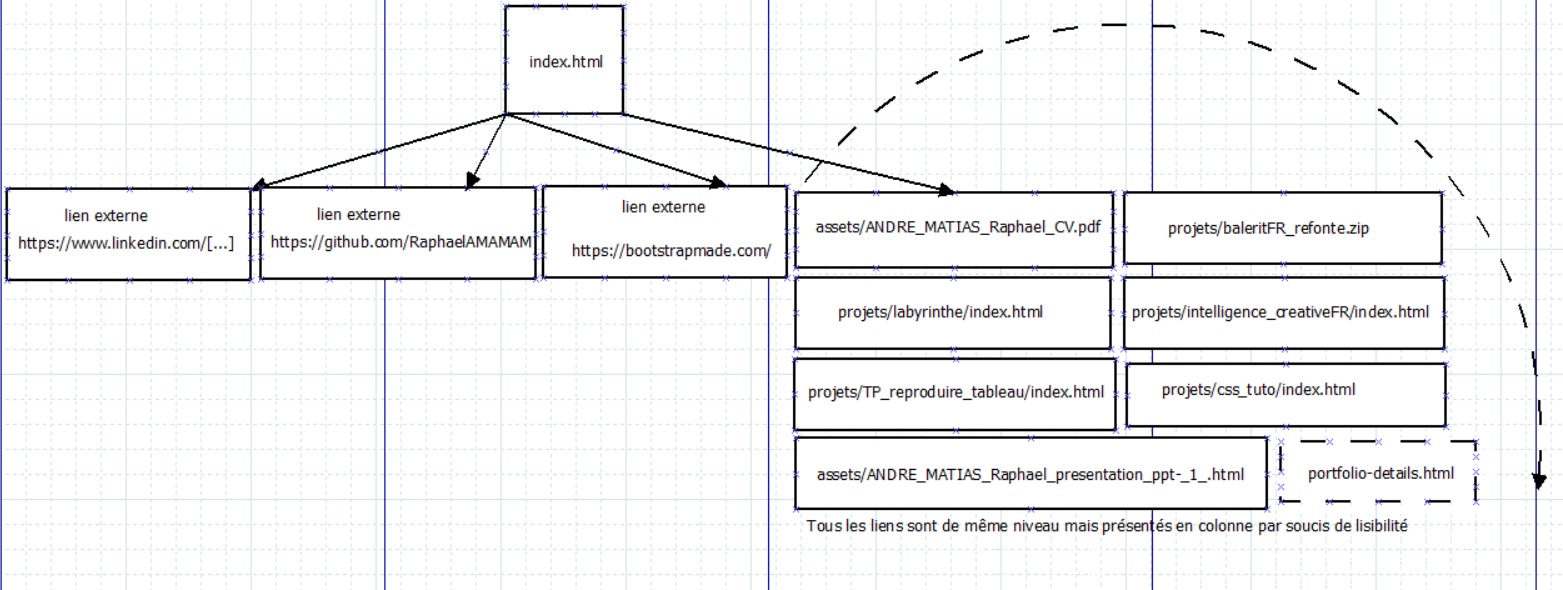 index.html
lien externe
https://www.linkedin.com/[...]
lien externe
https://github.com/RaphaelAMAMAM
lien externe
https://bootstrapmade.com/
assets/ANDRE_MATIAS_Raphael_CV.pdf
projets/baleritFR_refonte.zip
projets/labyrinthe/index.html
projets/intelligence_creativeFR/index.html
projets/TP_reproduire_tableau/index.html
projets/css_tuto/index.html
assets/ANDRE_MATIAS_Raphael_presentation_ppt-_1_.html
portfolio-details.html
Tous les liens sont de même niveau mais présentés en colonne par soucis de lisibilité